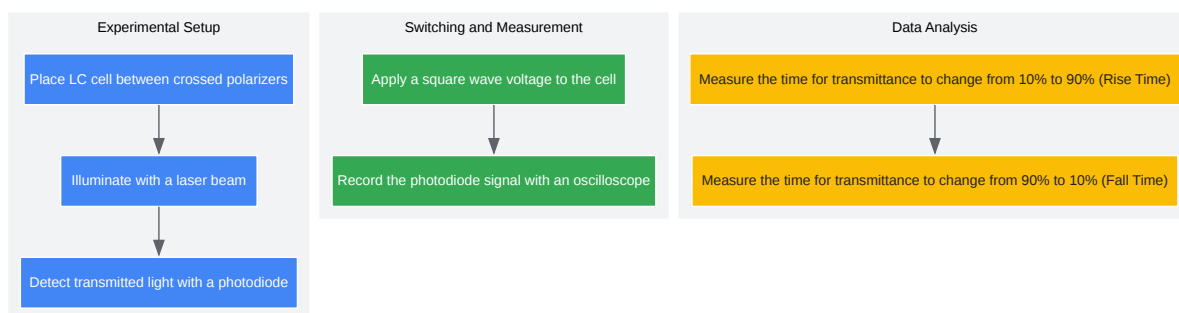 Experimental Setup
Place LC cell between crossed polarizers
Illuminate with a laser beam
Detect transmitted light with a photodiode
Switching and Measurement
Apply a square wave voltage to the cell
Record the photodiode signal with an oscilloscope
Data Analysis
Measure the time for transmittance to change from 10% to 90% (Rise Time)
Measure the time for transmittance to change from 90% to 10% (Fall Time)